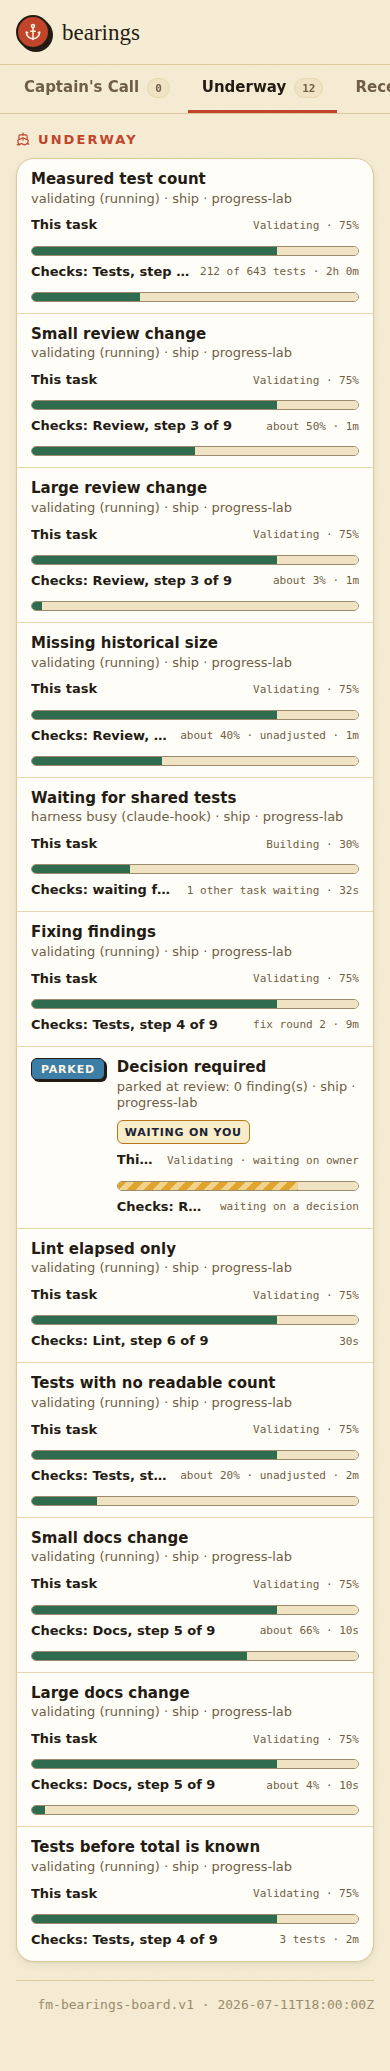 bearings
Captain's Call 0 Underway 12 Rece
UNDERWAY
Measured test count
validating (running) · ship · progress-lab
This task Validating · 75%
Checks: Tests, step … 212 of 643 tests · 2h 0m
Small review change
validating (running) · ship · progress-lab
This task Validating · 75%
Checks: Review, step 3 of 9 about 50% · 1m
Large review change
validating (running) · ship · progress-lab
This task Validating · 75%
Checks: Review, step 3 of 9 about 3% · 1m
Missing historical size
validating (running) · ship · progress-lab
This task Validating · 75%
Checks: Review, … about 40% · unadjusted · 1m
Waiting for shared tests
harness busy (claude-hook) · ship · progress-lab
This task Building · 30%
Checks: waiting f… 1 other task waiting · 32s
Fixing findings
validating (running) · ship · progress-lab
This task Validating · 75%
Checks: Tests, step 4 of 9 fix round 2 · 9m
PARKED Decision required
parked at review: 0 finding(s) · ship ·
progress-lab
WAITING ON YOU
Thi… Validating · waiting on owner
Checks: R… waiting on a decision
Lint elapsed only
validating (running) · ship · progress-lab
This task Validating · 75%
Checks: Lint, step 6 of 9 30s
Tests with no readable count
validating (running) · ship · progress-lab
This task Validating · 75%
Checks: Tests, st… about 20% · unadjusted · 2m
Small docs change
validating (running) · ship · progress-lab
This task Validating · 75%
Checks: Docs, step 5 of 9 about 66% · 10s
Large docs change
validating (running) · ship · progress-lab
This task Validating · 75%
Checks: Docs, step 5 of 9 about 4% · 10s
Tests before total is known
validating (running) · ship · progress-lab
This task Validating · 75%
Checks: Tests, step 4 of 9 3 tests · 2m
fm-bearings-board.v1 · 2026-07-11T18:00:00Z